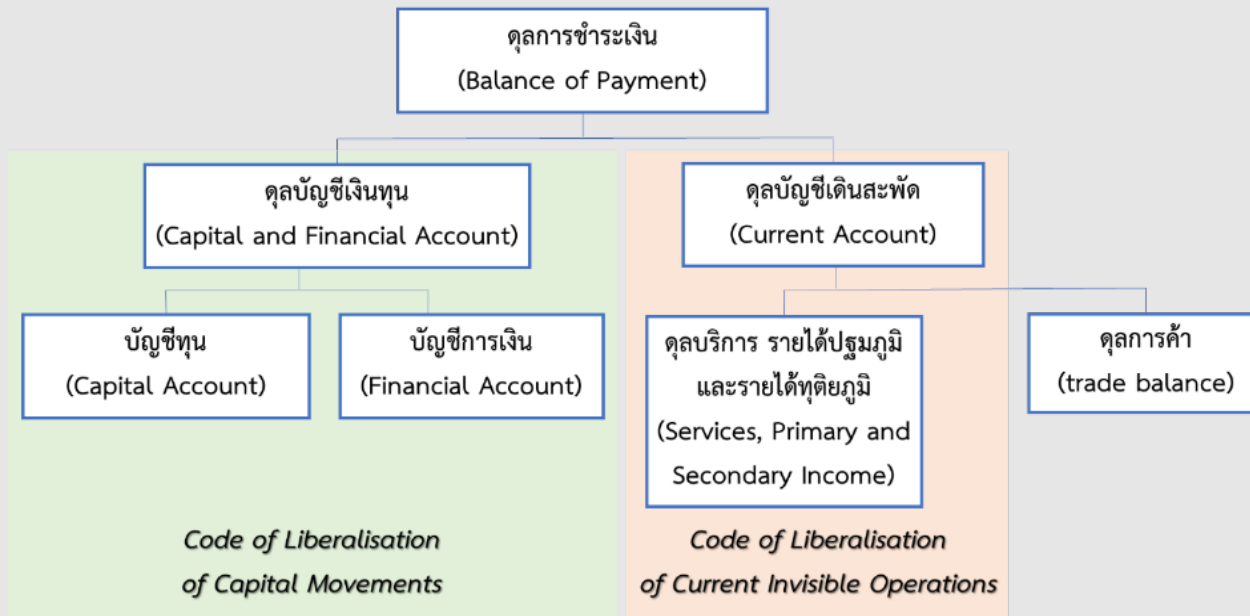 ดุลการชำระเงิน
(Balance of Payment)
ดุลบัญชีเงินทุน
(Capital and Financial Account)
ดุลบัญชีเดินสะพัด
(Current Account)
บัญชีทุน
(Capital Account)
บัญชีการเงิน
(Financial Account)
ดุลบริการ รายได้ปฐมภูมิ
และรายได้ทุติยภูมิ
(Services, Primary and
Secondary Income)
ดุลการค้า
(trade balance)
Code of Liberalisation
of Capital Movements
Code of Liberalisation
of Current Invisible Operations